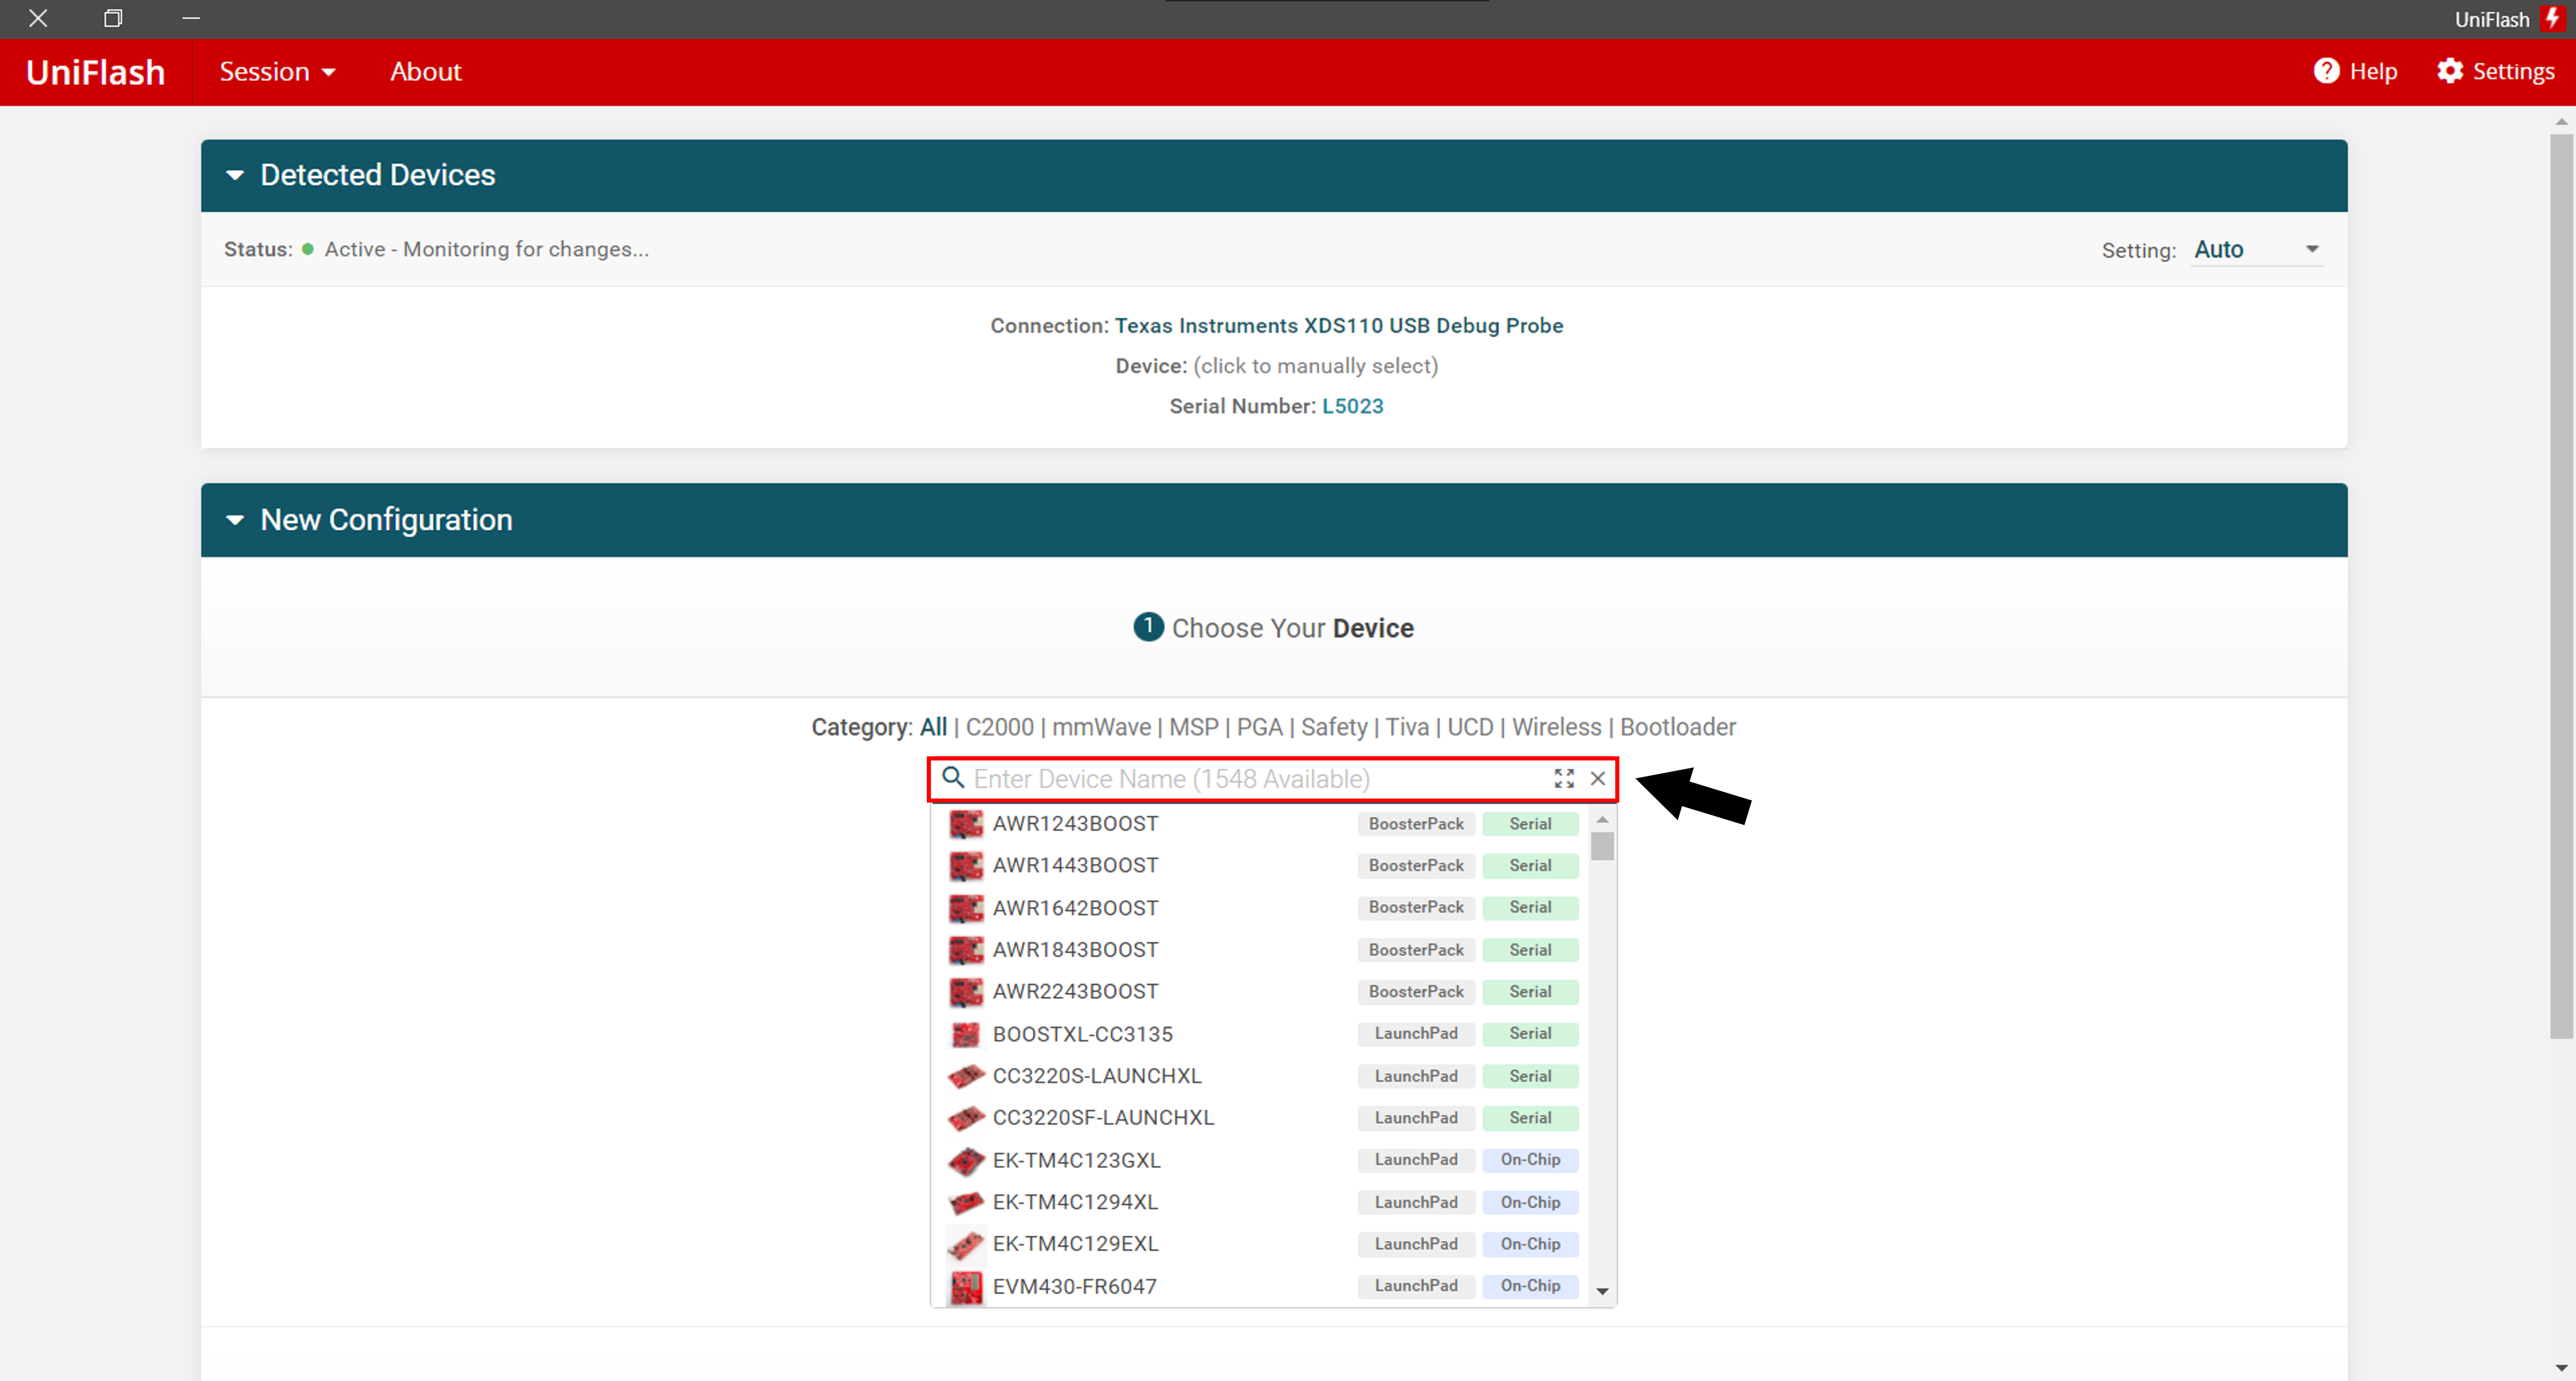 UniFlash
UniFlash Session About Help Settings
Detected Devices
Status: Active - Monitoring for changes... Setting: Auto
Connection: Texas Instruments XDS110 USB Debug Probe
Device: (click to manually select)
Serial Number: L5023
New Configuration
1 Choose Your Device
Category: All | C2000 | mmWave | MSP | PGA | Safety | Tiva | UCD | Wireless | Bootloader
Enter Device Name (1548 Available)
AWR1243BOOST BoosterPack Serial
AWR1443BOOST BoosterPack Serial
AWR1642BOOST BoosterPack Serial
AWR1843BOOST BoosterPack Serial
AWR2243BOOST BoosterPack Serial
BOOSTXL-CC3135 LaunchPad Serial
CC3220S-LAUNCHXL LaunchPad Serial
CC3220SF-LAUNCHXL LaunchPad Serial
EK-TM4C123GXL LaunchPad On-Chip
EK-TM4C1294XL LaunchPad On-Chip
EK-TM4C129EXL LaunchPad On-Chip
EVM430-FR6047 LaunchPad On-Chip